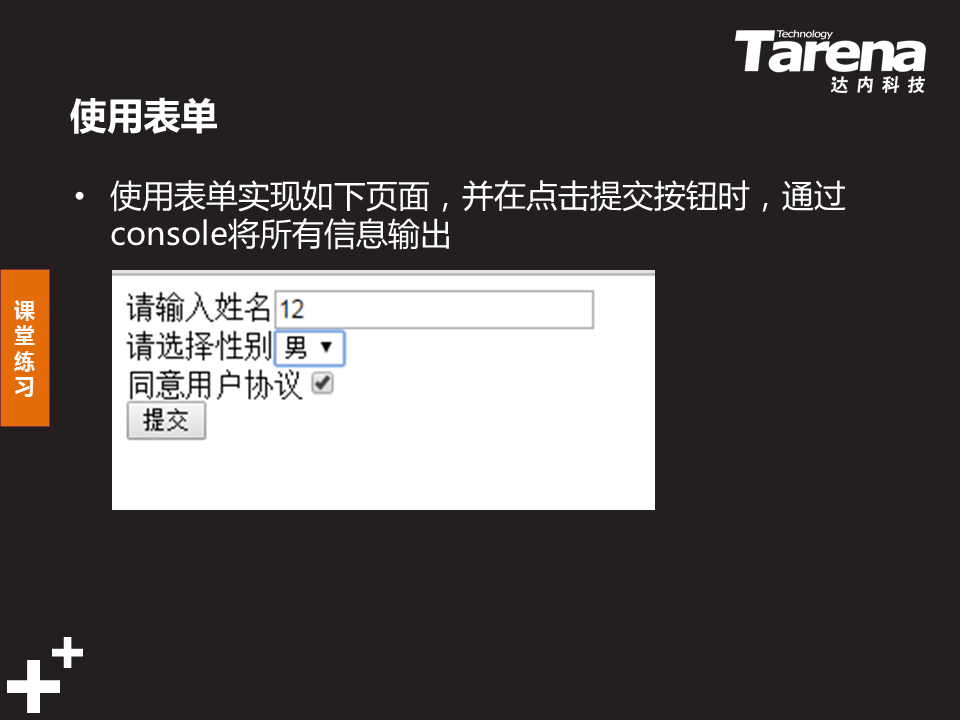 Technology
Tarena
达内科技
使用表单
• 使用表单实现如下页面，并在点击提交按钮时，通过
console将所有信息输出
课堂练习
请输入姓名 12
请选择性别 男
同意用户协议
提交